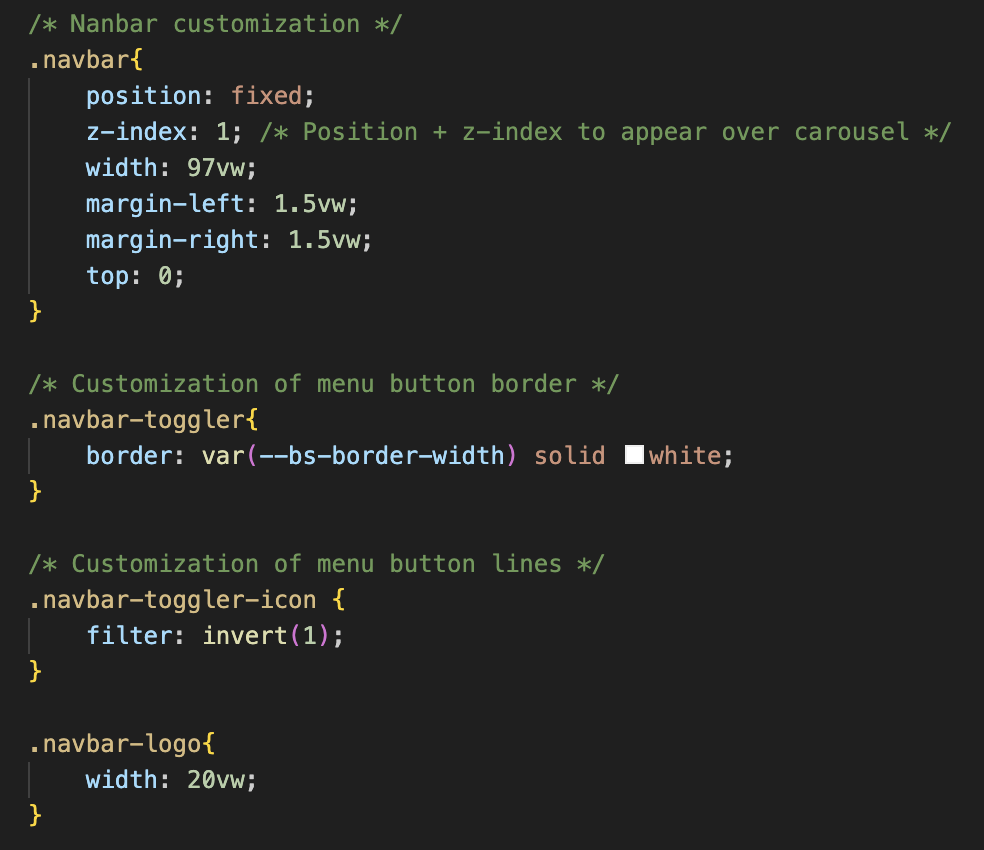 /* Nanbar customization */
.navbar{
    position: fixed;
    z-index: 1; /* Position + z-index to appear over carousel */
    width: 97vw;
    margin-left: 1.5vw;
    margin-right: 1.5vw;
    top: 0;
}

/* Customization of menu button border */
.navbar-toggler{
    border: var(--bs-border-width) solid white;
}

/* Customization of menu button lines */
.navbar-toggler-icon {
    filter: invert(1);
}

.navbar-logo{
    width: 20vw;
}